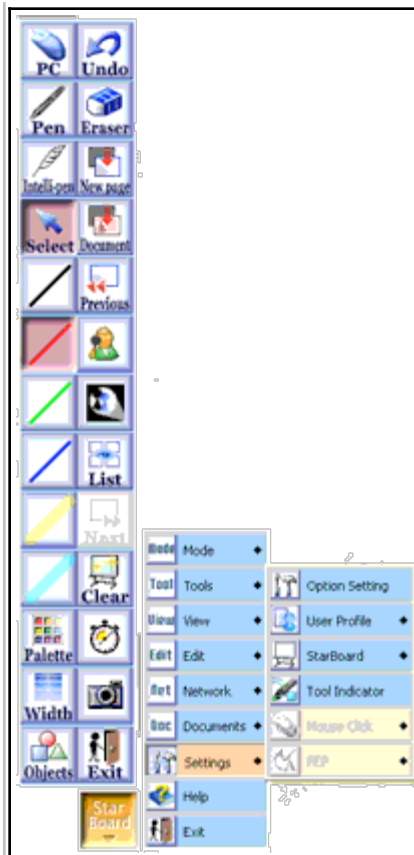 PC Undo
Pen Eraser
Intelli-pen New page
Select Document
Previous
List
Next
Clear
Palette
Width
Objects Exit
Star
Board
Mode Mode
Tool Tools
View View
Edit Edit
Net Network
Doc Documents
Settings
Help
Exit
Option Setting
User Profile
StarBoard
Tool Indicator
Mouse Click
PEP